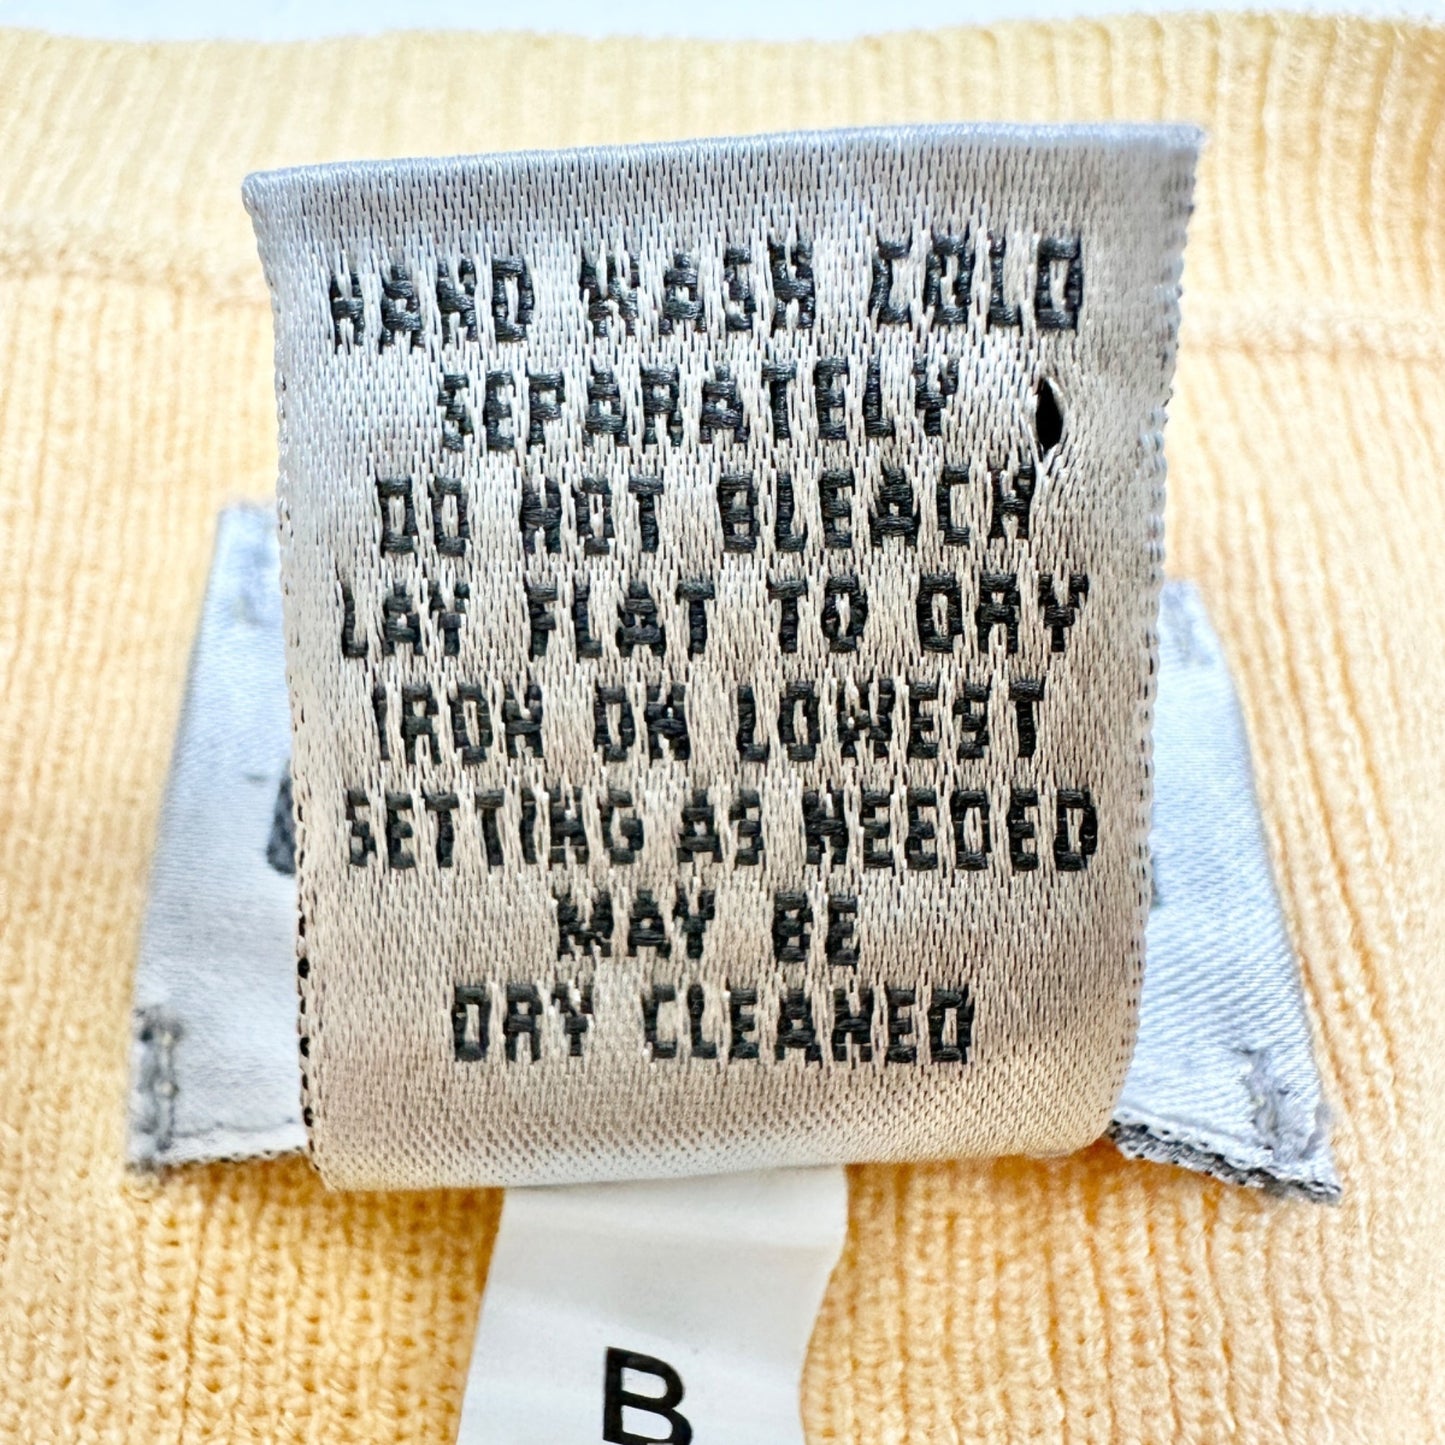 HAND WASH COLD
SEPARATELY
DO NOT BLEACH
LAY FLAT TO DRY
IRON ON LOWEST
SETTING AS NEEDED
MAY BE
DRY CLEANED
B